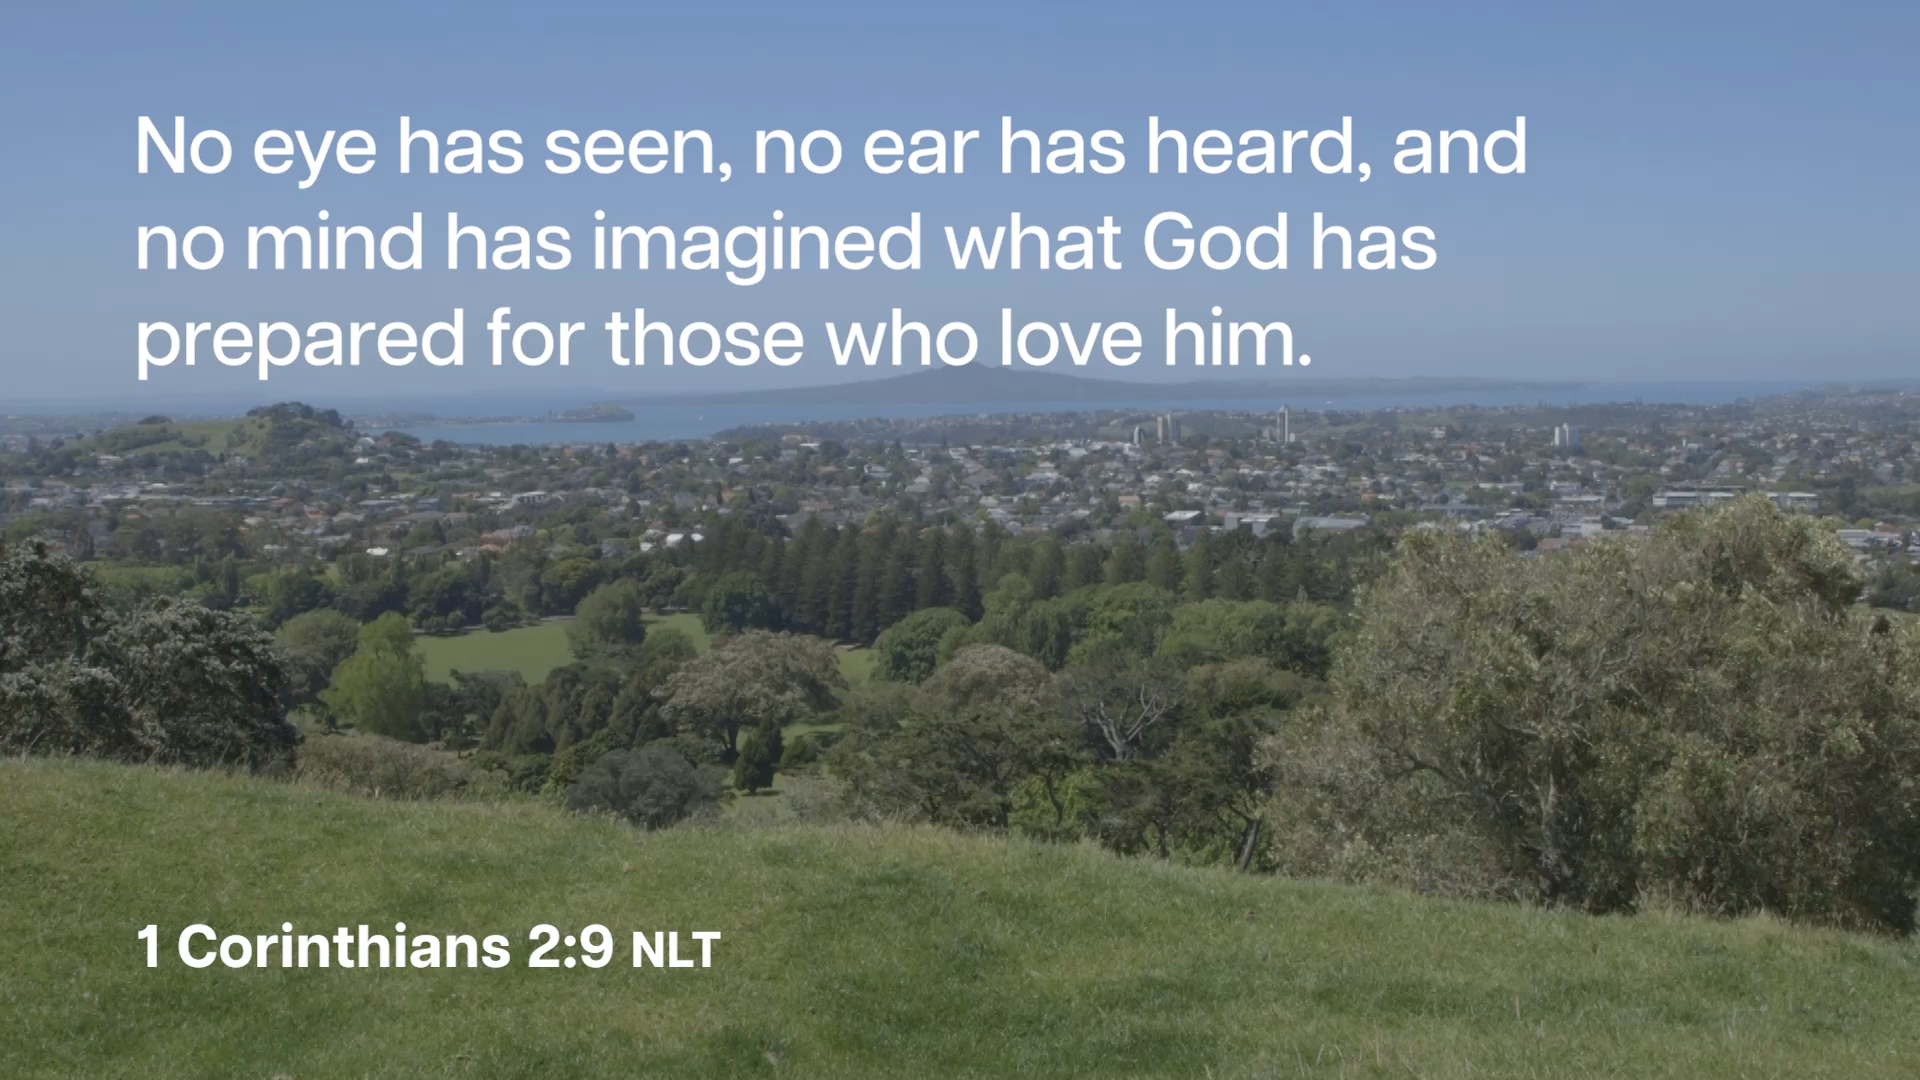 No eye has seen, no ear has heard, and
no mind has imagined what God has
prepared for those who love him.
1 Corinthians 2:9 NLT